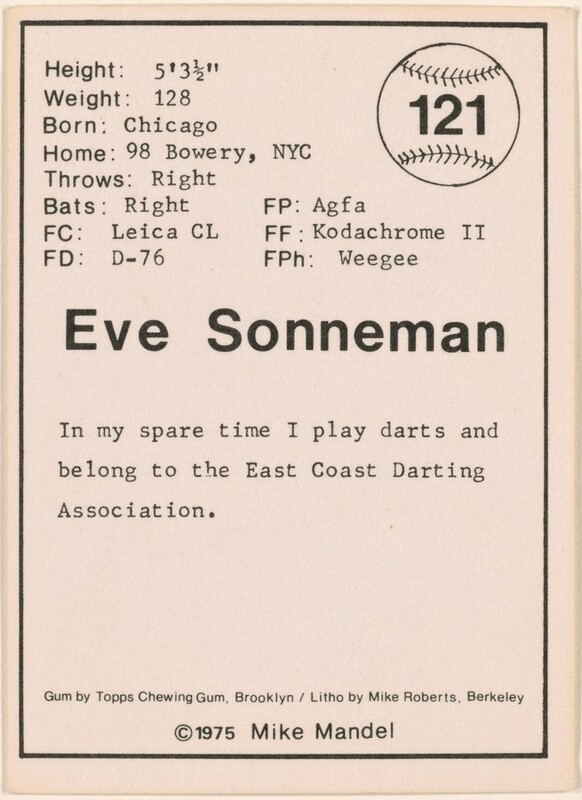 Height: 5'3½"
Weight: 128
121
Born: Chicago
Home: 98 Bowery, NYC
Throws: Right
Bats: Right FP: Agfa
FC: Leica CL FF: Kodachrome II
FD: D-76 FPh: Weegee
Eve Sonneman
In my spare time I play darts and
belong to the East Coast Darting
Association.
Gum by Topps Chewing Gum, Brooklyn / Litho by Mike Roberts, Berkeley
©1975 Mike Mandel